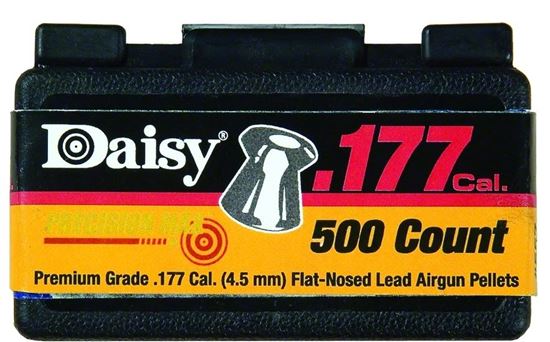 Daisy®
.177 Cal.
PRECISION MAX
500 Count
Premium Grade .177 Cal. (4.5 mm) Flat-Nosed Lead Airgun Pellets